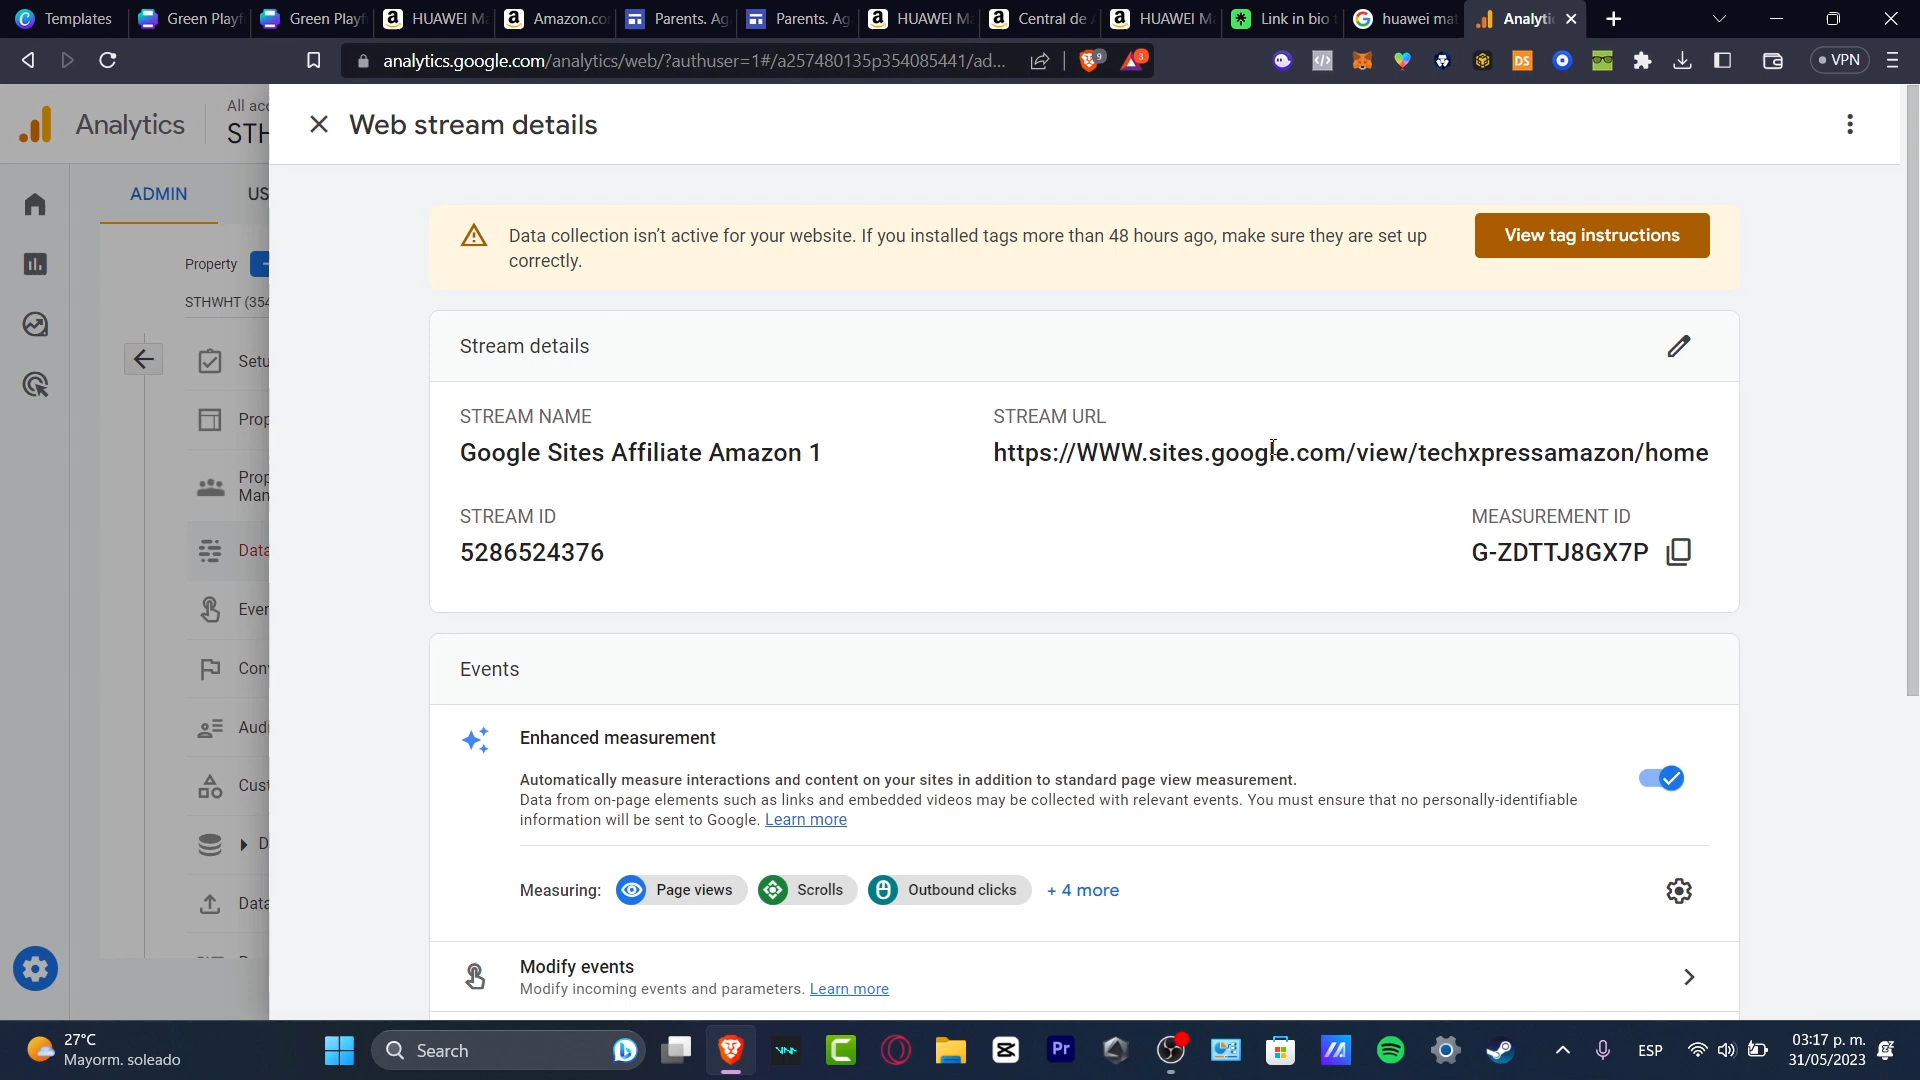 Templates
Green Playf
Green Playf
HUAWEI M
Amazon.co
Parents. Ag
Parents. Ag
HUAWEI M
Central de
HUAWEI M
Link in bio
huawei mat
Analytic
analytics.google.com/analytics/web/?authuser=1#/a257480135p354085441/ad...
9
3
DS
VPN
Analytics
All acc
STH
Web stream details
ADMIN
US
Property
STHWHT (354
Setu
Prop
Prop
Man
Data
Even
Con
Audi
Cust
D
Data
Data collection isn't active for your website. If you installed tags more than 48 hours ago, make sure they are set up
correctly.
View tag instructions
Stream details
STREAM NAME
STREAM URL
Google Sites Affiliate Amazon 1
https://WWW.sites.google.com/view/techxpressamazon/home
STREAM ID
MEASUREMENT ID
5286524376
G-ZDTTJ8GX7P
Events
Enhanced measurement
Automatically measure interactions and content on your sites in addition to standard page view measurement.
Data from on-page elements such as links and embedded videos may be collected with relevant events. You must ensure that no personally-identifiable
information will be sent to Google. Learn more
Measuring: Page views Scrolls Outbound clicks + 4 more
Modify events
Modify incoming events and parameters. Learn more
27°C
Mayorm. soleado
Search
Pr
ESP
03:17 p. m.
31/05/2023